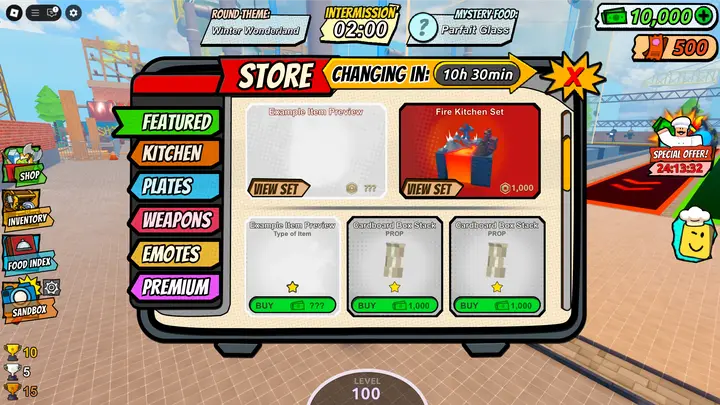 ROUND THEME:
Winter Wonderland
INTERMISSION
02:00
MYSTERY FOOD:
Parfait Glass
?
10,000
500
STORE
CHANGING IN:
10h 30min
X
FEATURED
KITCHEN
PLATES
WEAPONS
EMOTES
PREMIUM
Example Item Preview
VIEW SET
???
Fire Kitchen Set
VIEW SET
1,000
Example Item Preview
Type of Item
BUY ???
Cardboard Box Stack
PROP
BUY 1,000
Cardboard Box Stack
PROP
BUY 1,000
SHOP
INVENTORY
FOOD INDEX
SANDBOX
10
5
15
SPECIAL OFFER!
24:13:32
LEVEL
100